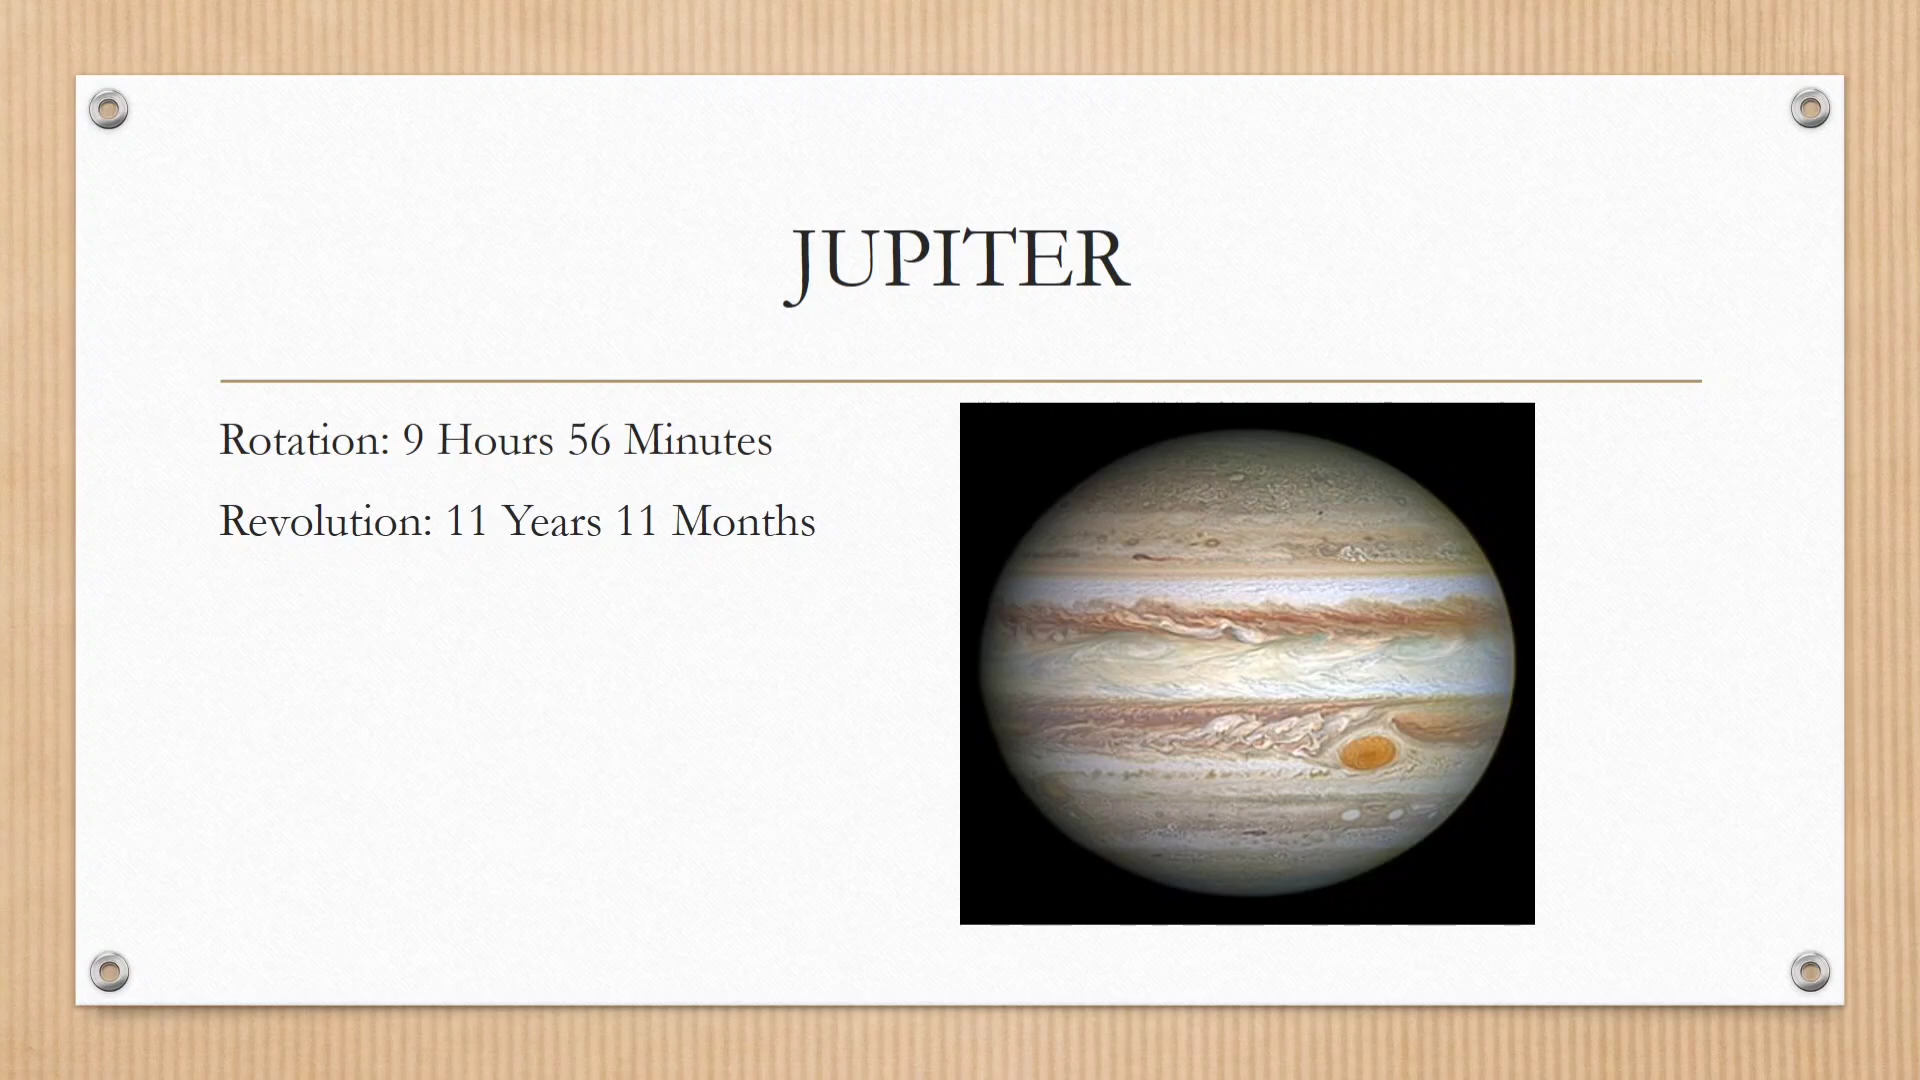 JUPITER
Rotation: 9 Hours 56 Minutes
Revolution: 11 Years 11 Months